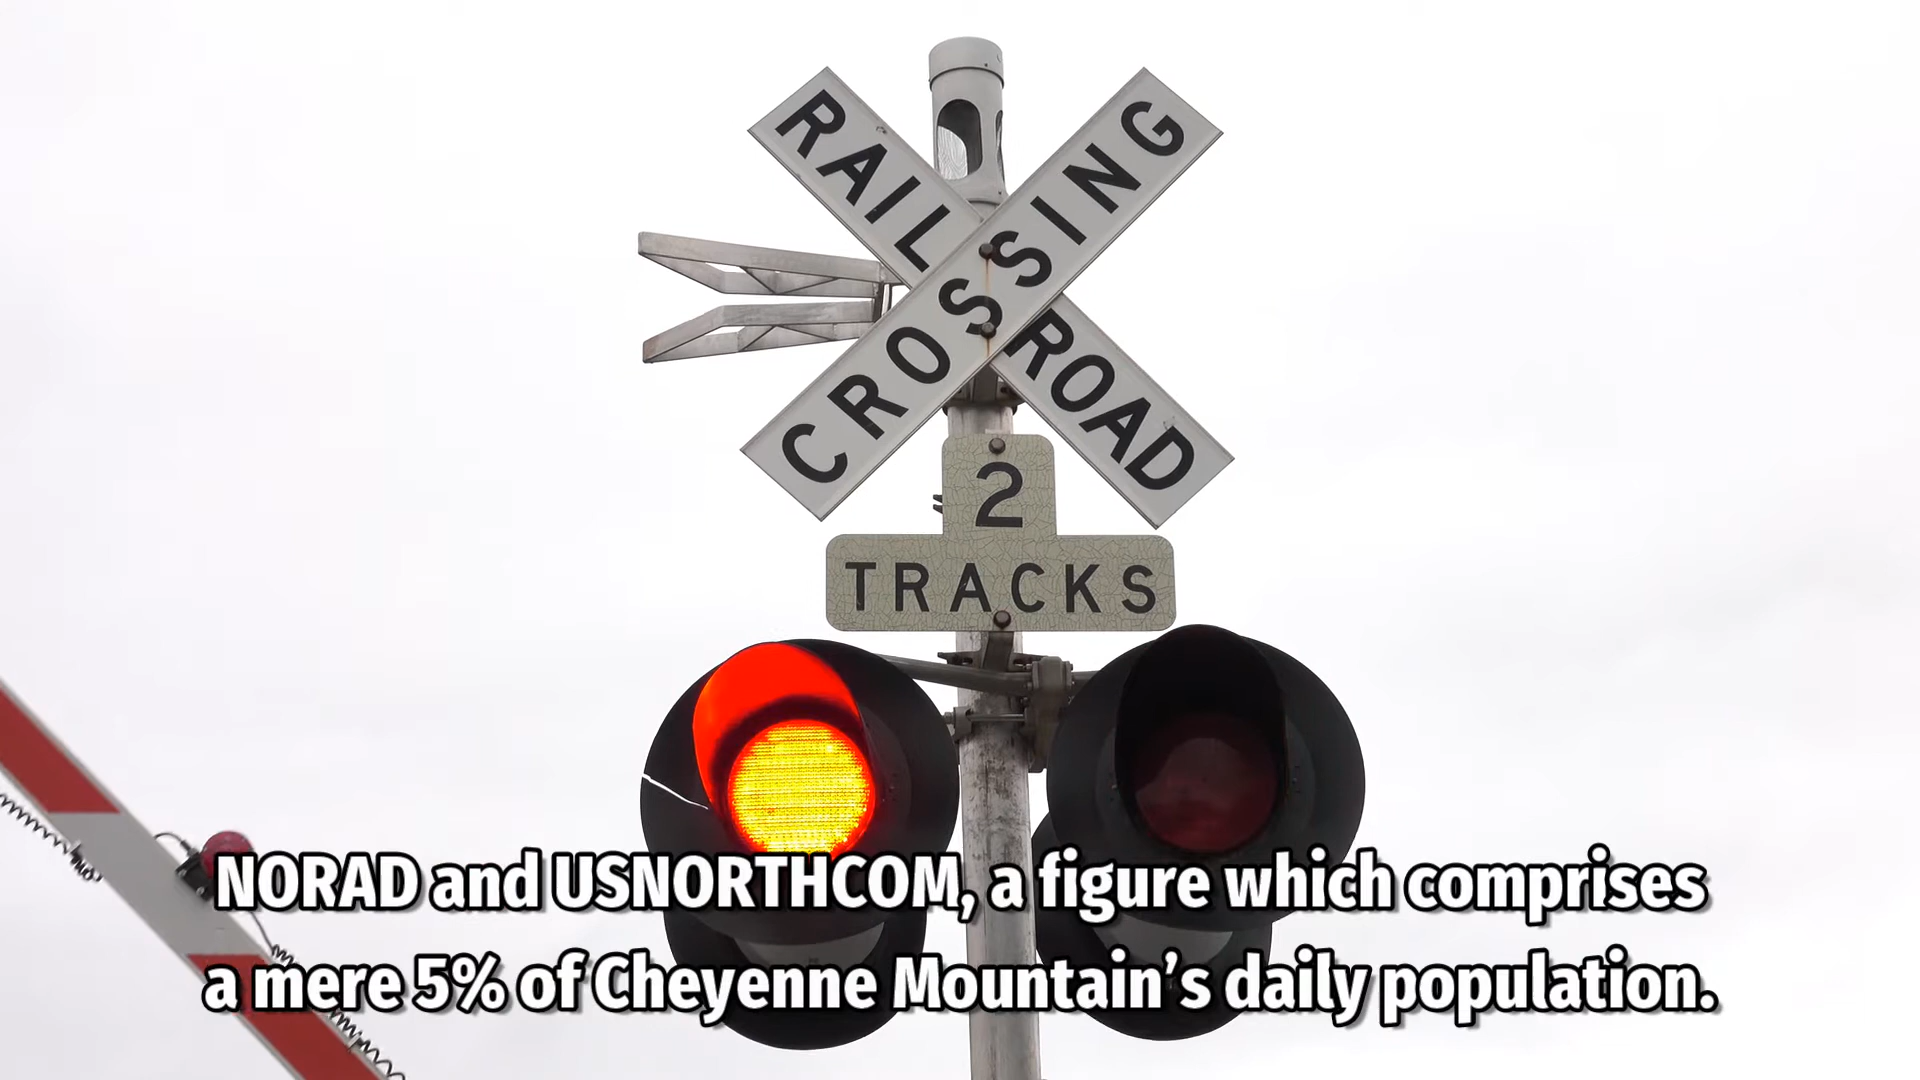 RAILROAD
CROSSING
2
TRACKS
NORAD and USNORTHCOM, a figure which comprises
a mere 5% of Cheyenne Mountain’s daily population.